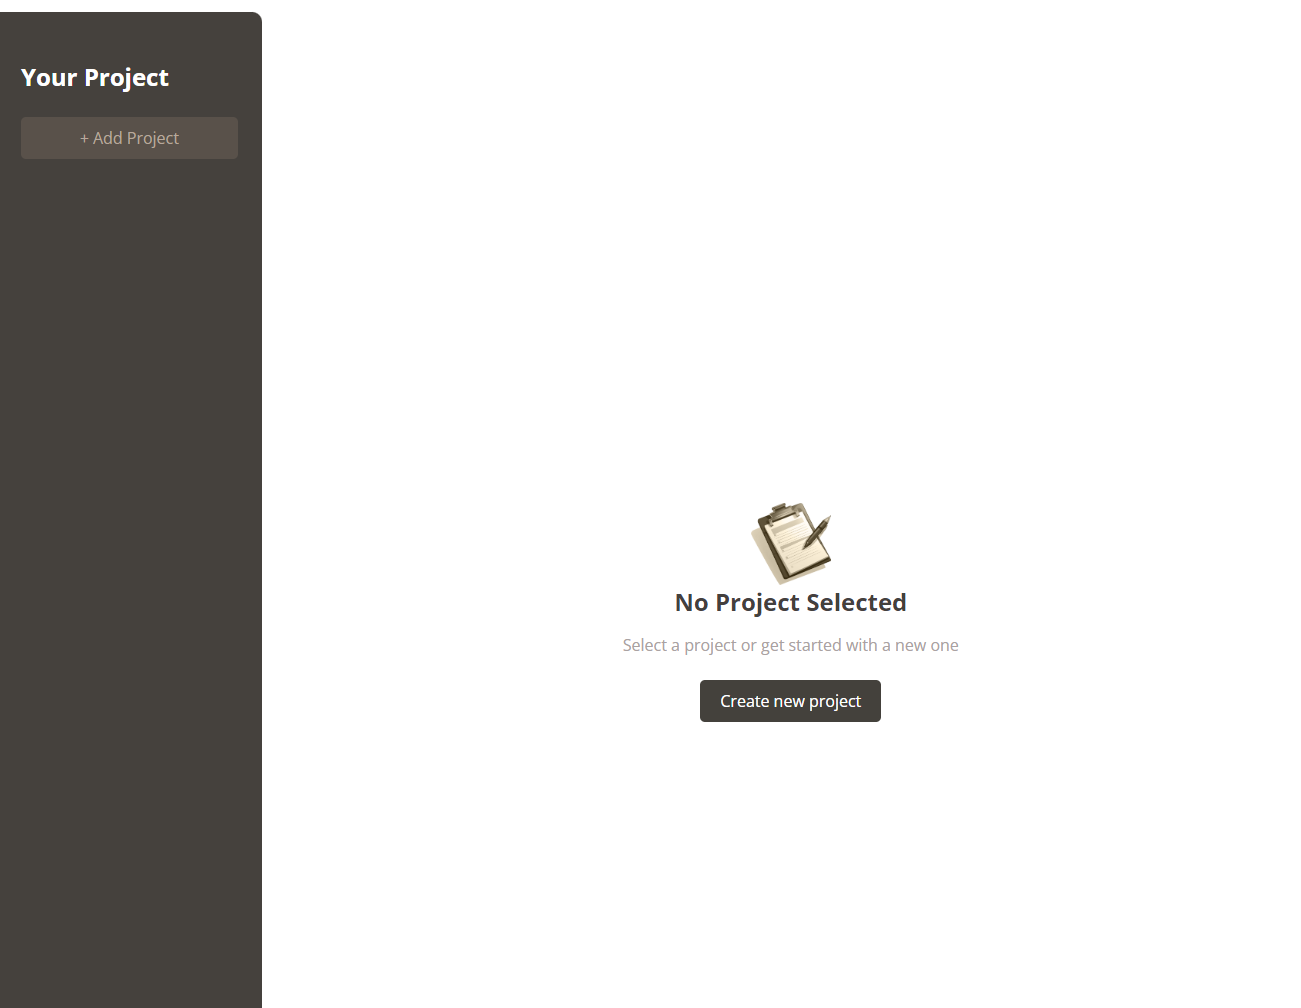 Your Project
+ Add Project
No Project Selected
Select a project or get started with a new one
Create new project